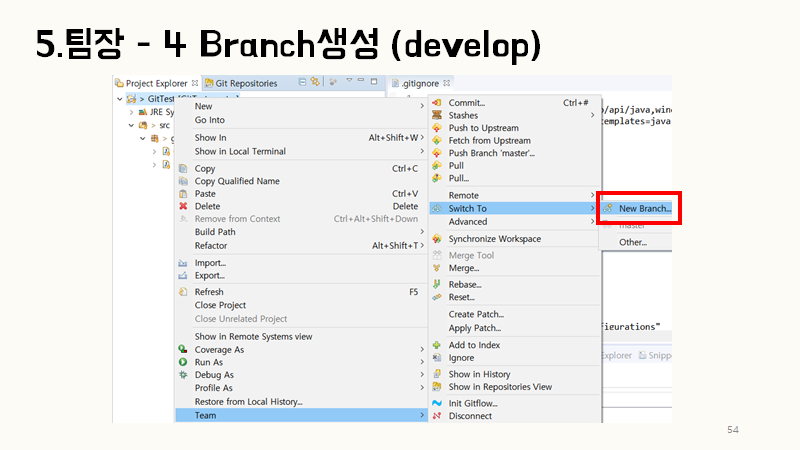 5.팀장 - 4 Branch생성 (develop)
Project Explorer
Git Repositories
.gitignore
> GitTest
JRE Sy
> src
New
Go Into
Show In Alt+Shift+W >
Show in Local Terminal
Copy Ctrl+C
Copy Qualified Name
Paste Ctrl+V
Delete Delete
Remove from Context Ctrl+Alt+Shift+Down
Build Path
Refactor Alt+Shift+T >
Import...
Export...
Refresh F5
Close Project
Close Unrelated Project
Show in Remote Systems view
Coverage As
Run As
Debug As
Profile As
Restore from Local History...
Team
Commit... Ctrl+#
Stashes
Push to Upstream
Fetch from Upstream
Push Branch 'master'...
Pull
Pull...
Remote
Switch To
Advanced
Synchronize Workspace
Merge Tool
Merge...
Rebase...
Reset...
Create Patch...
Apply Patch...
Add to Index
Ignore
Show in History
Show in Repositories View
Init Gitflow...
Disconnect
New Branch...
master
Other...
/api/java,wind
templates=java
figurations"
Explorer
Snipp
54